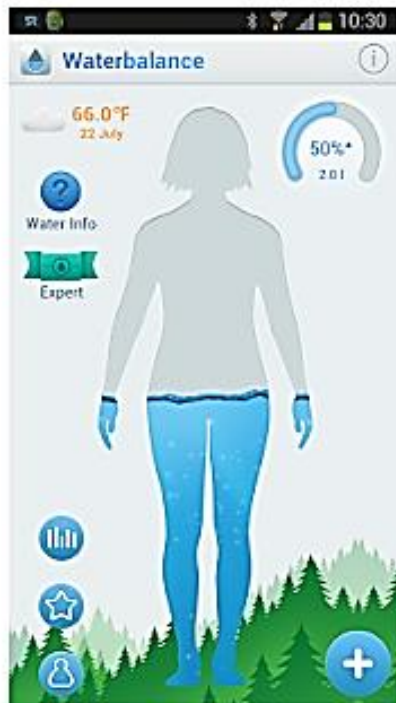 10:30
Waterbalance
66.0°F
22 July
50%*
2.0 l
Water Info
Expert